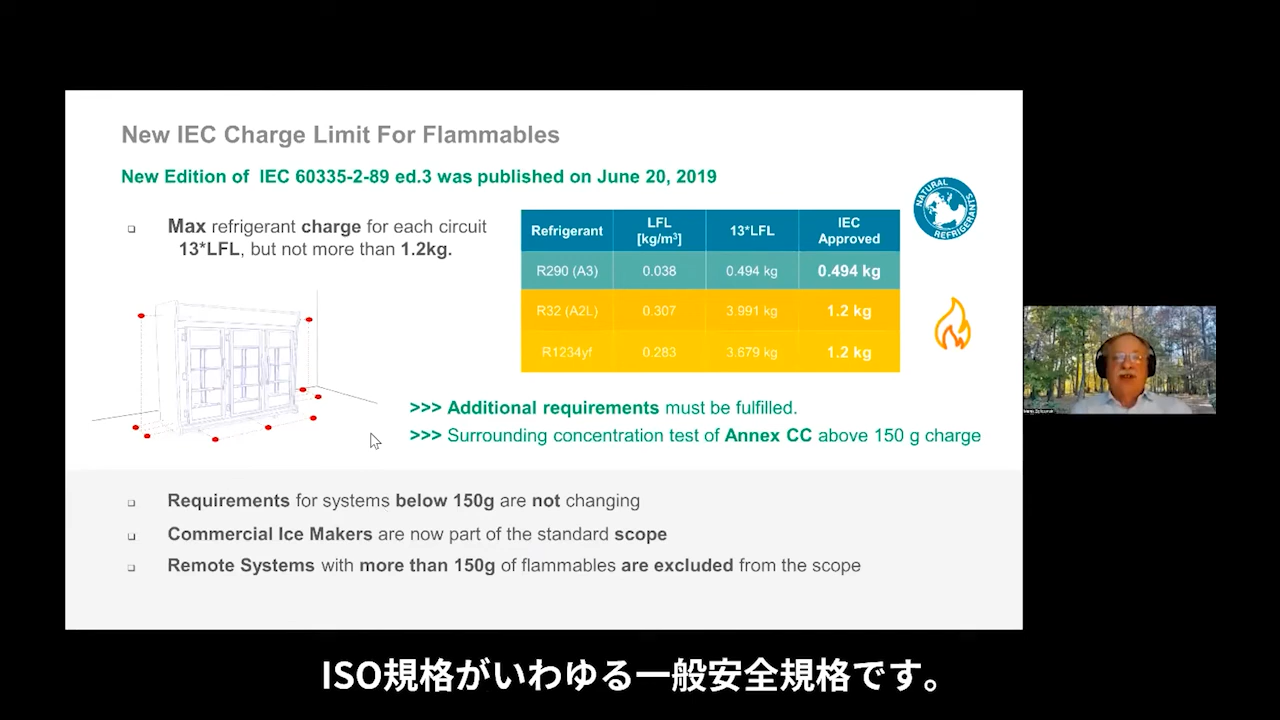 New IEC Charge Limit For Flammables
New Edition of IEC 60335-2-89 ed.3 was published on June 20, 2019
Max refrigerant charge for each circuit
13*LFL, but not more than 1.2kg.
Refrigerant LFL [kg/m³] 13*LFL IEC Approved
R290 (A3) 0.038 0.494 kg 0.494 kg
R32 (A2L) 0.307 3.991 kg 1.2 kg
R1234yf 0.283 3.679 kg 1.2 kg
NATURAL REFRIGERANTS
>>> Additional requirements must be fulfilled.
>>> Surrounding concentration test of Annex CC above 150 g charge
Requirements for systems below 150g are not changing
Commercial Ice Makers are now part of the standard scope
Remote Systems with more than 150g of flammables are excluded from the scope
ISO規格がいわゆる一般安全規格です。